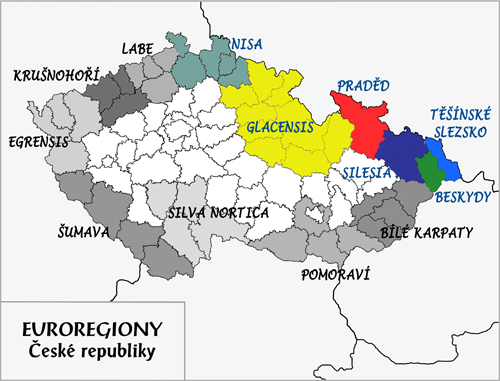 LABE
NISA
KRUŠNOHOŘÍ
PRADĚD
TĚŠÍNSKÉ
SLEZSKO
EGRENSIS
GLACENSIS
SILESIA
BESKYDY
SILVA NORTICA
ŠUMAVA
BÍLÉ KARPATY
POMORAVÍ
EUROREGIONY
České republiky